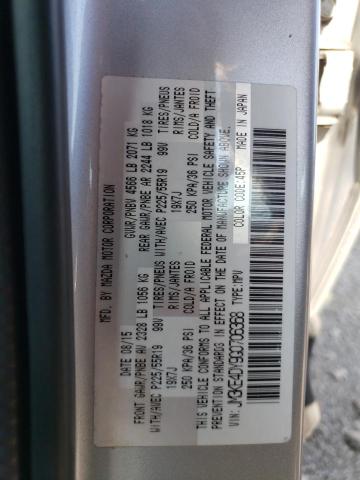 MFD. BY MAZDA MOTOR CORPORATION
DATE 08/15 GVWR/PNBV 4566 LB 2071 KG
FRONT GAWR/PNBE AV 2328 LB 1056 KG REAR GAWR/PNBE AR 2244 LB 1018 KG
WITH/AVEC P225/55R19 99V TIRES/PNEUS WITH/AVEC P225/55R19 99V TIRES/PNEUS
19X7J RIMS/JANTES 19X7J RIMS/JANTES
250 KPA/36 PSI COLD/A FROID 250 KPA/36 PSI COLD/A FROID
THIS VEHICLE CONFORMS TO ALL APPLICABLE FEDERAL MOTOR VEHICLE SAFETY AND THEFT
PREVENTION STANDARDS IN EFFECT ON THE DATE OF MANUFACTURE SHOWN ABOVE.
MADE IN JAPAN
VIN: TYPE: MPV COLOR CODE: 45P